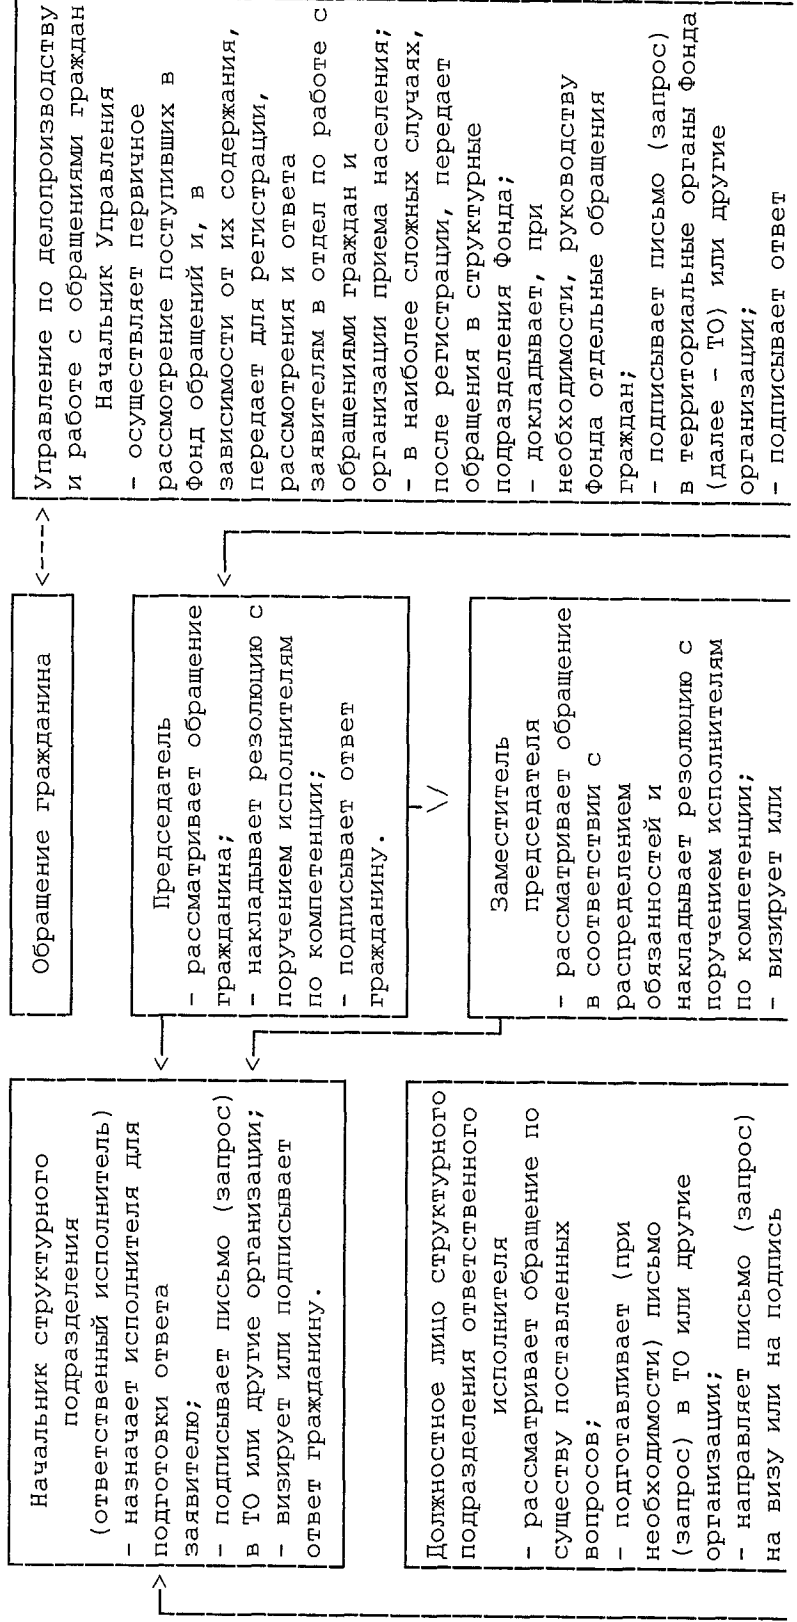 Начальник структурного
подразделения
(ответственный исполнитель)
- назначает исполнителя для
подготовки ответа
заявителю;
- подписывает письмо (запрос)
в ТО или другие организации;
- визирует или подписывает
ответ гражданину.
Обращение гражданина
<---->
Управление по делопроизводству
и работе с обращениями граждан
Начальник Управления
- осуществляет первичное
рассмотрение поступивших в
Фонд обращений и, в
зависимости от их содержания,
передает для регистрации,
рассмотрения и ответа
заявителям в отдел по работе с
обращениями граждан и
организации приема населения;
- в наиболее сложных случаях,
после регистрации, передает
обращения в структурные
подразделения Фонда;
- докладывает, при
необходимости, руководству
Фонда отдельные обращения
граждан;
- подписывает письмо (запрос)
в территориальные органы Фонда
(далее - ТО) или другие
организации;
- подписывает ответ
Председатель
- рассматривает обращение
гражданина;
- накладывает резолюцию с
поручением исполнителям
по компетенции;
- подписывает ответ
гражданину.
Должностное лицо структурного
подразделения ответственного
исполнителя
- рассматривает обращение по
существу поставленных
вопросов;
- подготавливает (при
необходимости) письмо
(запрос) в ТО или другие
организации;
- направляет письмо (запрос)
на визу или на подпись
Заместитель
председателя
- рассматривает обращение
в соответствии с
распределением
обязанностей и
накладывает резолюцию с
поручением исполнителям
по компетенции;
- визирует или